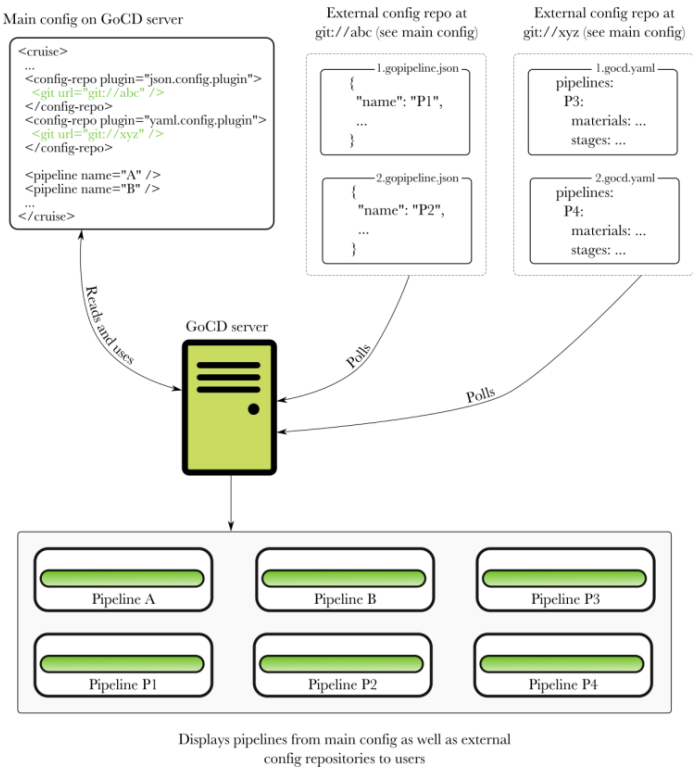 Main config on GoCD server
<cruise>
...
<config-repo plugin="json.config.plugin">
<git url="git://abc" />
</config-repo>
<config-repo plugin="yaml.config.plugin">
<git url="git://xyz" />
</config-repo>
<pipeline name="A" />
<pipeline name="B" />
...
</cruise>
External config repo at
git://abc (see main config)
1.gopipeline.json
{
"name": "P1",
...
}
2.gopipeline.json
{
"name": "P2",
...
}
External config repo at
git://xyz (see main config)
1.gocd.yaml
pipelines:
P3:
materials: ...
stages: ...
2.gocd.yaml
pipelines:
P4:
materials: ...
stages: ...
Reads and uses
GoCD server
Polls
Polls
Pipeline A
Pipeline B
Pipeline P3
Pipeline P1
Pipeline P2
Pipeline P4
Displays pipelines from main config as well as external
config repositories to users